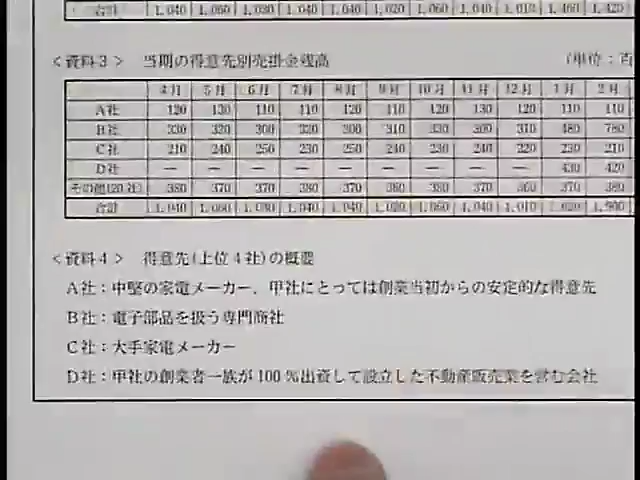 合計 1,040 1,060 1,030 1,040 1,040 1,020 1,060 1,040 1,010 1,460 1,420
<資料3> 当期の得意先別売掛金残高 (単位:百
4月 5月 6月 7月 8月 9月 10月 11月 12月 1月 2月
A社 120 130 110 110 120 110 120 130 120 110 110
B社 330 320 300 320 300 310 330 300 310 480 780
C社 210 240 250 230 250 240 230 240 220 230 210
D社 — — — — — — — — — 430 420
その他(20社) 380 370 370 380 370 360 380 370 360 370 380
合計 1,040 1,060 1,030 1,040 1,040 1,020 1,060 1,040 1,010 1,620 1,900
<資料4> 得意先(上位4社)の概要
A社:中堅の家電メーカー、甲社にとっては創業当初からの安定的な得意先
B社:電子部品を扱う専門商社
C社:大手家電メーカー
D社:甲社の創業者一族が100%出資して設立した不動産販売業を営む会社